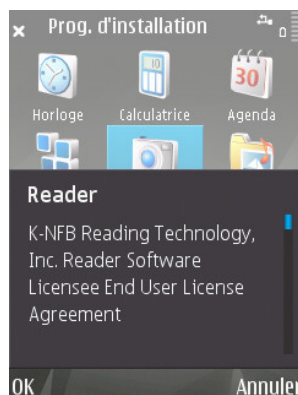 Prog. d'installation
10
30
Horloge Calculatrice Agenda
Reader
K-NFB Reading Technology,
Inc. Reader Software
Licensee End User License
Agreement
OK Annuler